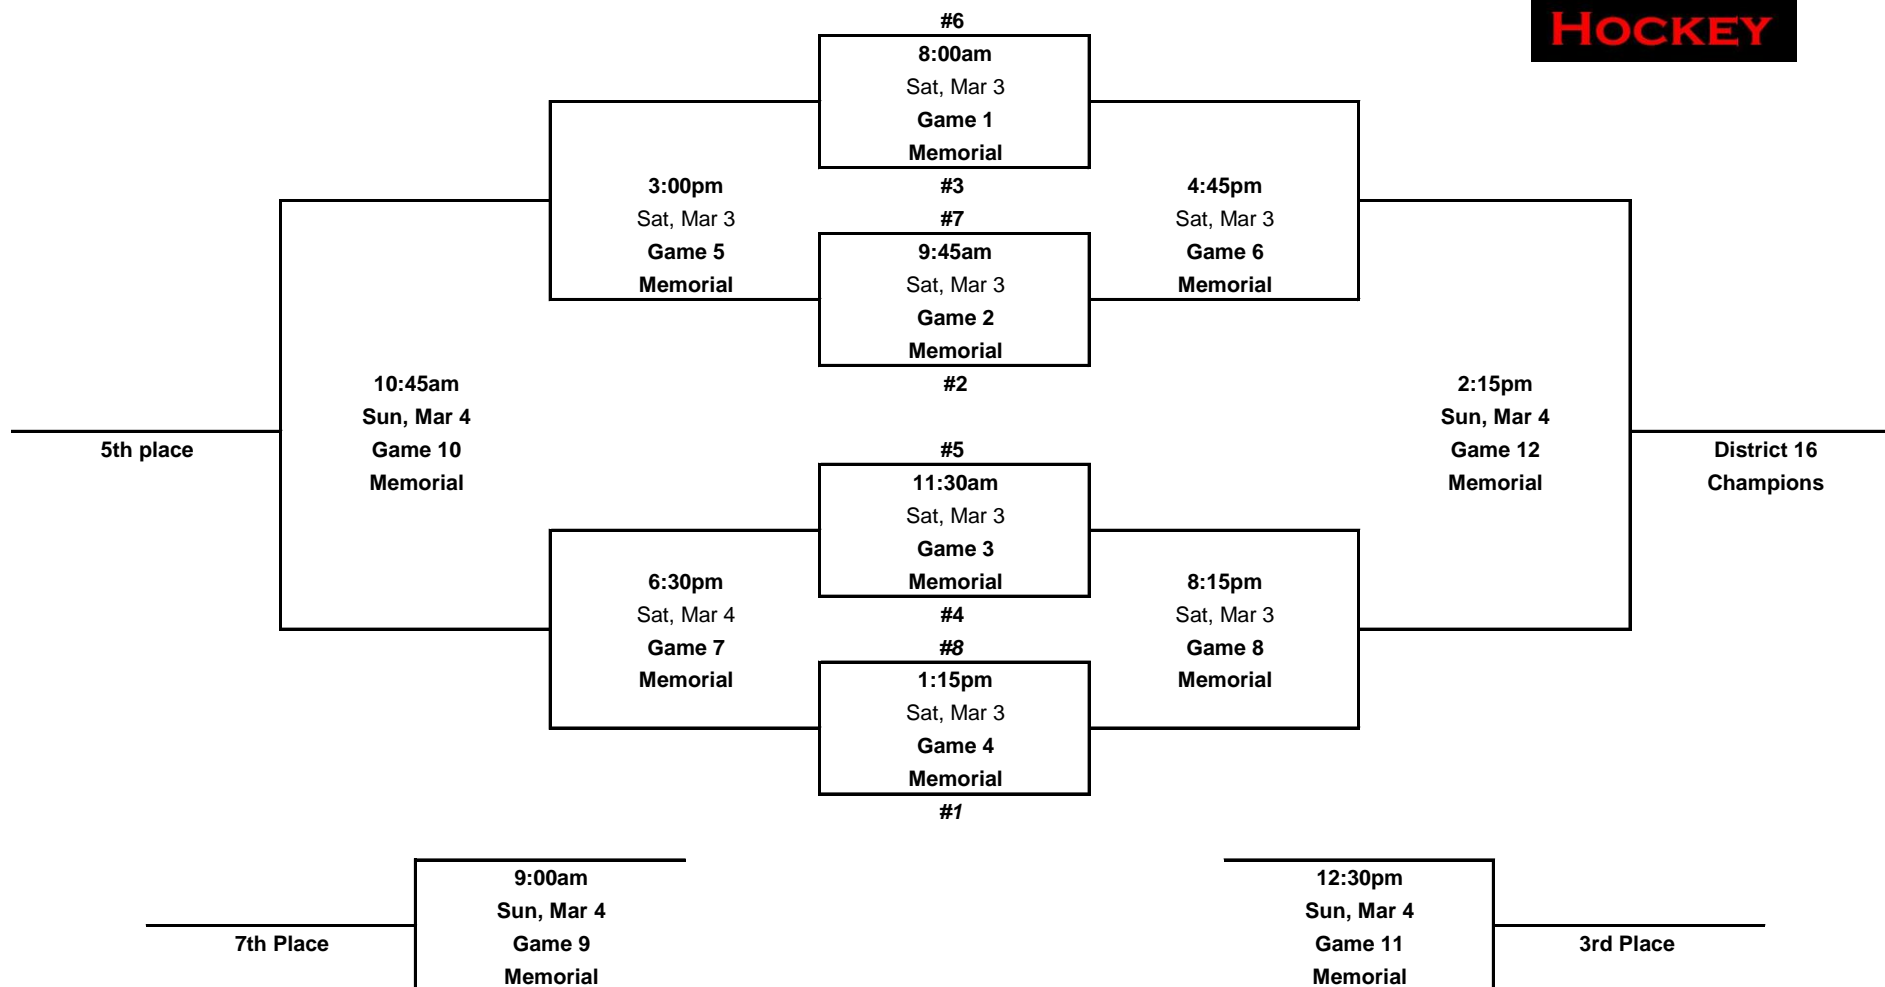 HOCKEY
#6
8:00am
Sat, Mar 3
Game 1
Memorial
#3
3:00pm
Sat, Mar 3
Game 5
Memorial
4:45pm
Sat, Mar 3
Game 6
Memorial
#7
9:45am
Sat, Mar 3
Game 2
Memorial
#2
10:45am
Sun, Mar 4
Game 10
Memorial
5th place
2:15pm
Sun, Mar 4
Game 12
Memorial
District 16
Champions
#5
11:30am
Sat, Mar 3
Game 3
Memorial
#4
6:30pm
Sat, Mar 4
Game 7
Memorial
8:15pm
Sat, Mar 3
Game 8
Memorial
#8
1:15pm
Sat, Mar 3
Game 4
Memorial
#1
9:00am
Sun, Mar 4
Game 9
Memorial
7th Place
12:30pm
Sun, Mar 4
Game 11
Memorial
3rd Place